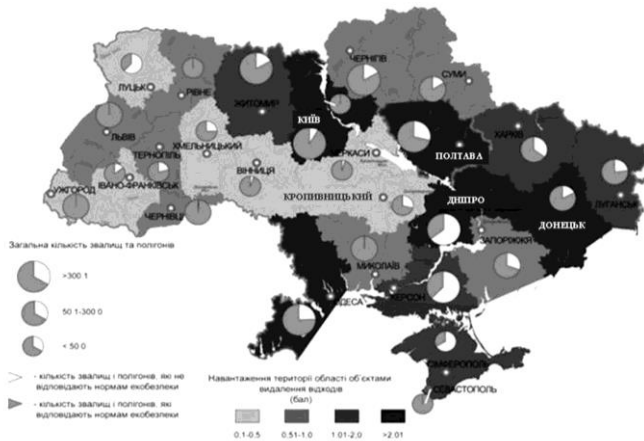 ЧЕРНІГІВ
СУМИ
ЛУЦЬК
РІВНЕ
ЖИТОМИР
КИЇВ
ХАРКІВ
ЛЬВІВ
ХМЕЛЬНИЦЬКИЙ
ЧЕРКАСИ
ПОЛТАВА
ТЕРНОПІЛЬ
ВІННИЦЯ
ЛУГАНСЬК
УЖГОРОД
ІВАНО-ФРАНКІВСЬК
КРОПИВНИЦЬКИЙ
ДНІПРО
ДОНЕЦЬК
ЧЕРНІВЦІ
ЗАПОРІЖЖЯ
МИКОЛАЇВ
ОДЕСА
ХЕРСОН
СІМФЕРОПОЛЬ
СЕВАСТОПОЛЬ
Загальна кількість звалищ та полігонів
>300 1
50 1-300 0
< 50 0
- кількість звалищ і полігонів, які не
відповідають нормам екобезпеки
- кількість звалищ і полігонів, які
відповідають нормам екобезпеки
Навантаження території області об'єктами
видалення відходів
(бал)
0.1-0.5
0,51-1.0
1 01-2,0
>2.01